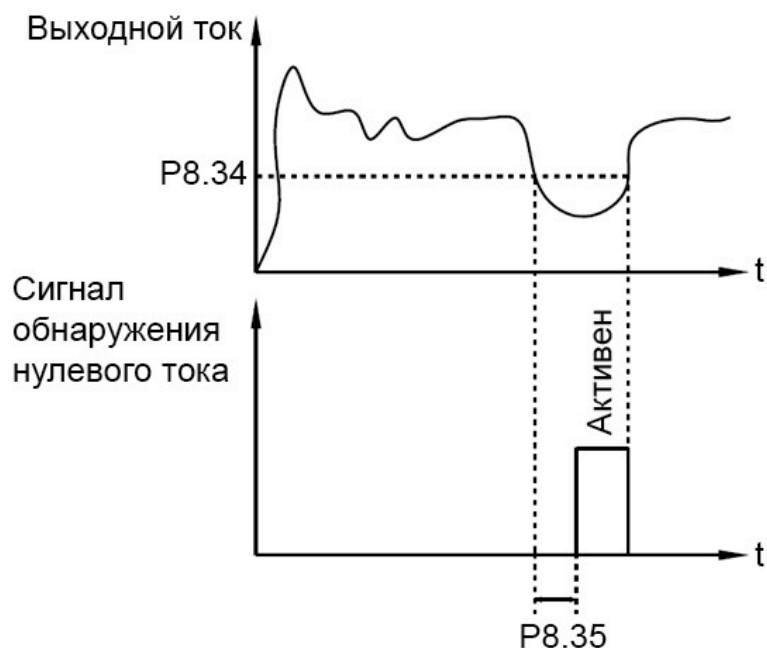 Выходной ток
P8.34
t
Сигнал
обнаружения
нулевого тока
Активен
t
P8.35